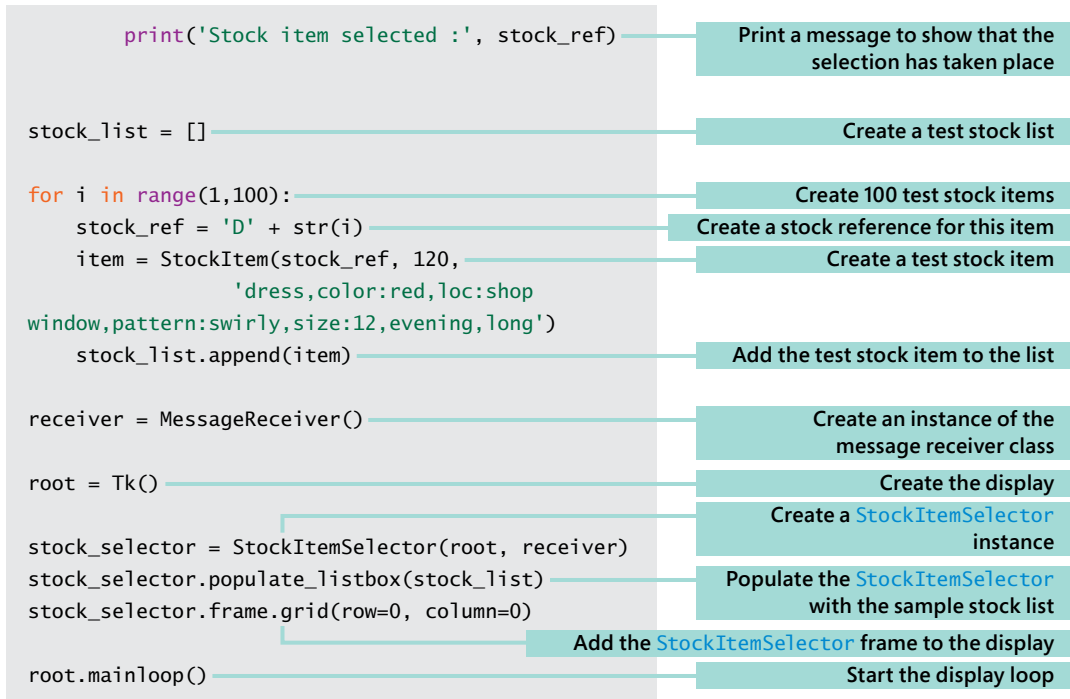 print('Stock item selected :', stock_ref)
Print a message to show that the
selection has taken place
stock_list = []
Create a test stock list
for i in range(1,100):
Create 100 test stock items
stock_ref = 'D' + str(i)
Create a stock reference for this item
item = StockItem(stock_ref, 120,
Create a test stock item
'dress,color:red,loc:shop
window,pattern:swirly,size:12,evening,long')
stock_list.append(item)
Add the test stock item to the list
receiver = MessageReceiver()
Create an instance of the
message receiver class
root = Tk()
Create the display
Create a StockItemSelector
instance
stock_selector = StockItemSelector(root, receiver)
stock_selector.populate_listbox(stock_list)
Populate the StockItemSelector
with the sample stock list
stock_selector.frame.grid(row=0, column=0)
Add the StockItemSelector frame to the display
root.mainloop()
Start the display loop